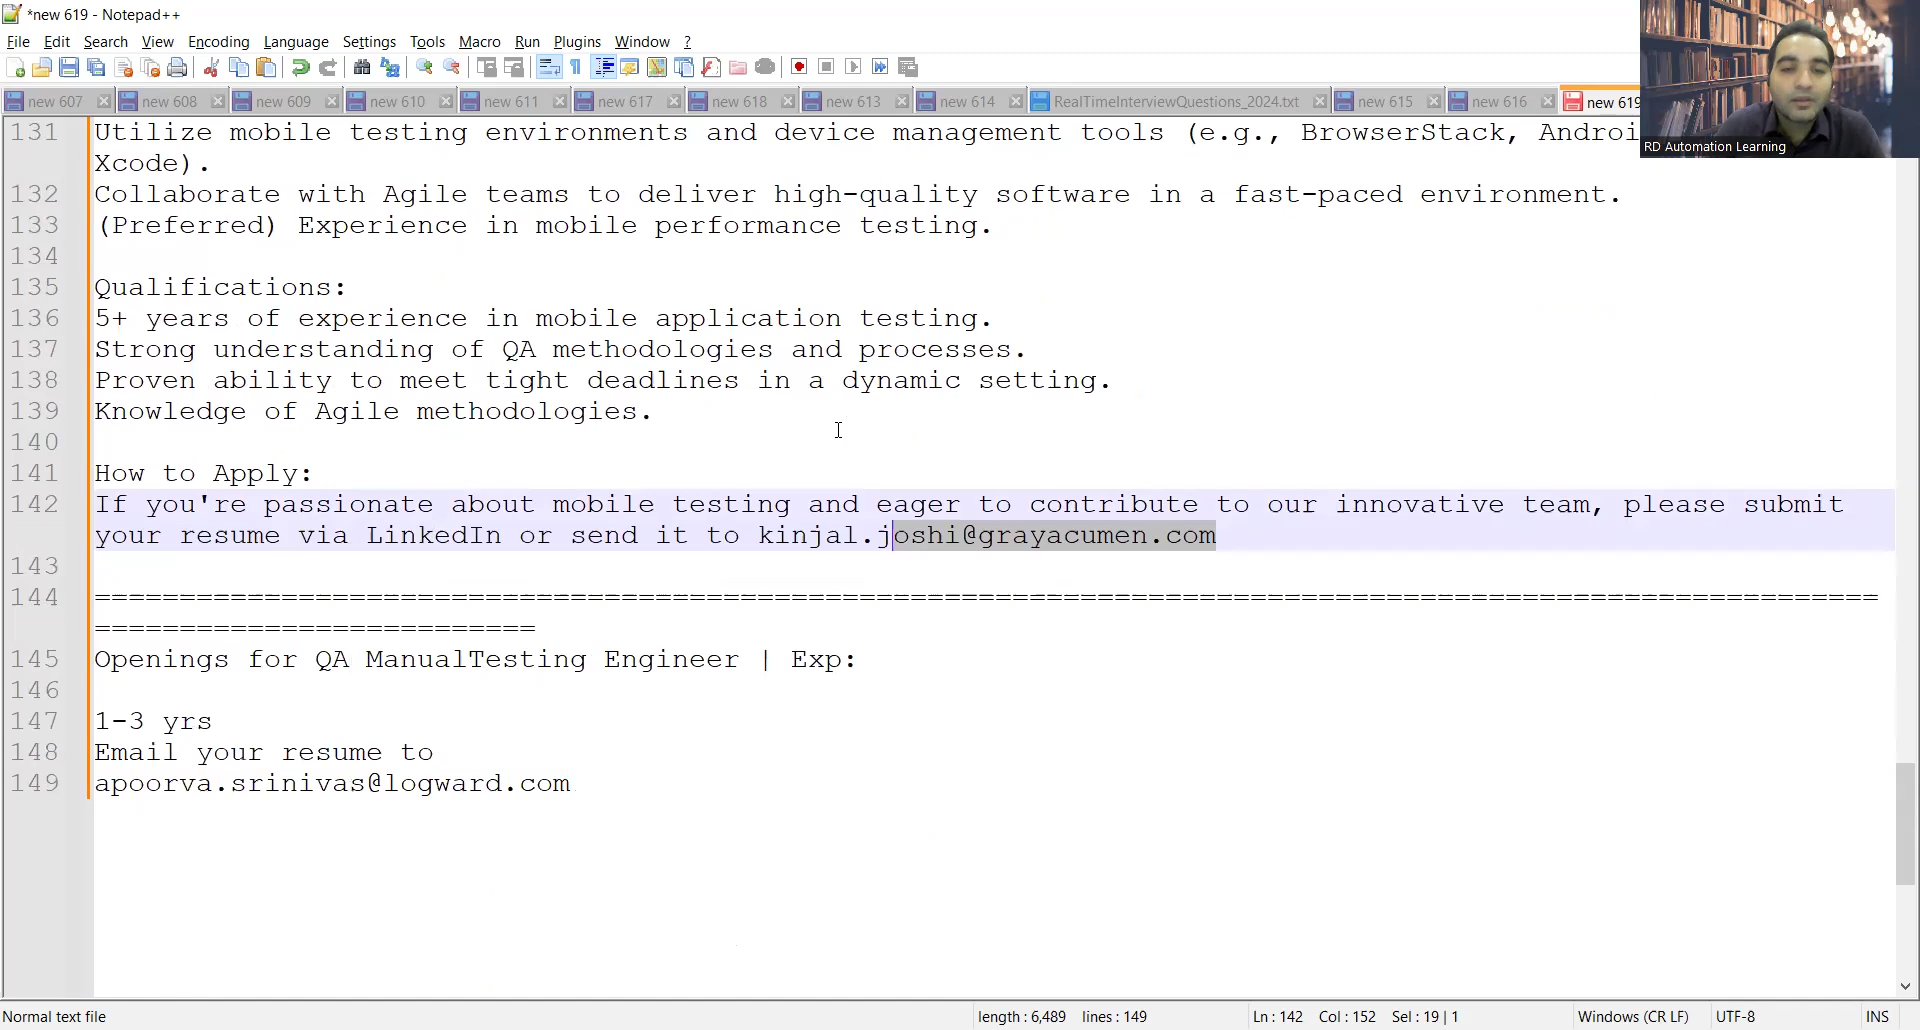 *new 619 - Notepad++
File Edit Search View Encoding Language Settings Tools Macro Run Plugins Window ?
new 607 new 608 new 609 new 610 new 611 new 617 new 618 new 613 new 614 RealTimeInterviewQuestions_2024.txt new 615 new 616 new 619
RD Automation Learning
131 Utilize mobile testing environments and device management tools (e.g., BrowserStack, Androi
Xcode).
132 Collaborate with Agile teams to deliver high-quality software in a fast-paced environment.
133 (Preferred) Experience in mobile performance testing.
134
135 Qualifications:
136 5+ years of experience in mobile application testing.
137 Strong understanding of QA methodologies and processes.
138 Proven ability to meet tight deadlines in a dynamic setting.
139 Knowledge of Agile methodologies.
140
141 How to Apply:
142 If you're passionate about mobile testing and eager to contribute to our innovative team, please submit
your resume via LinkedIn or send it to kinjal.joshi@grayacumen.com
143
144 =========================================================================================================
==========================
145 Openings for QA ManualTesting Engineer | Exp:
146
147 1-3 yrs
148 Email your resume to
149 apoorva.srinivas@logward.com
Normal text file length : 6,489 lines : 149 Ln : 142 Col : 152 Sel : 19 | 1 Windows (CR LF) UTF-8 INS